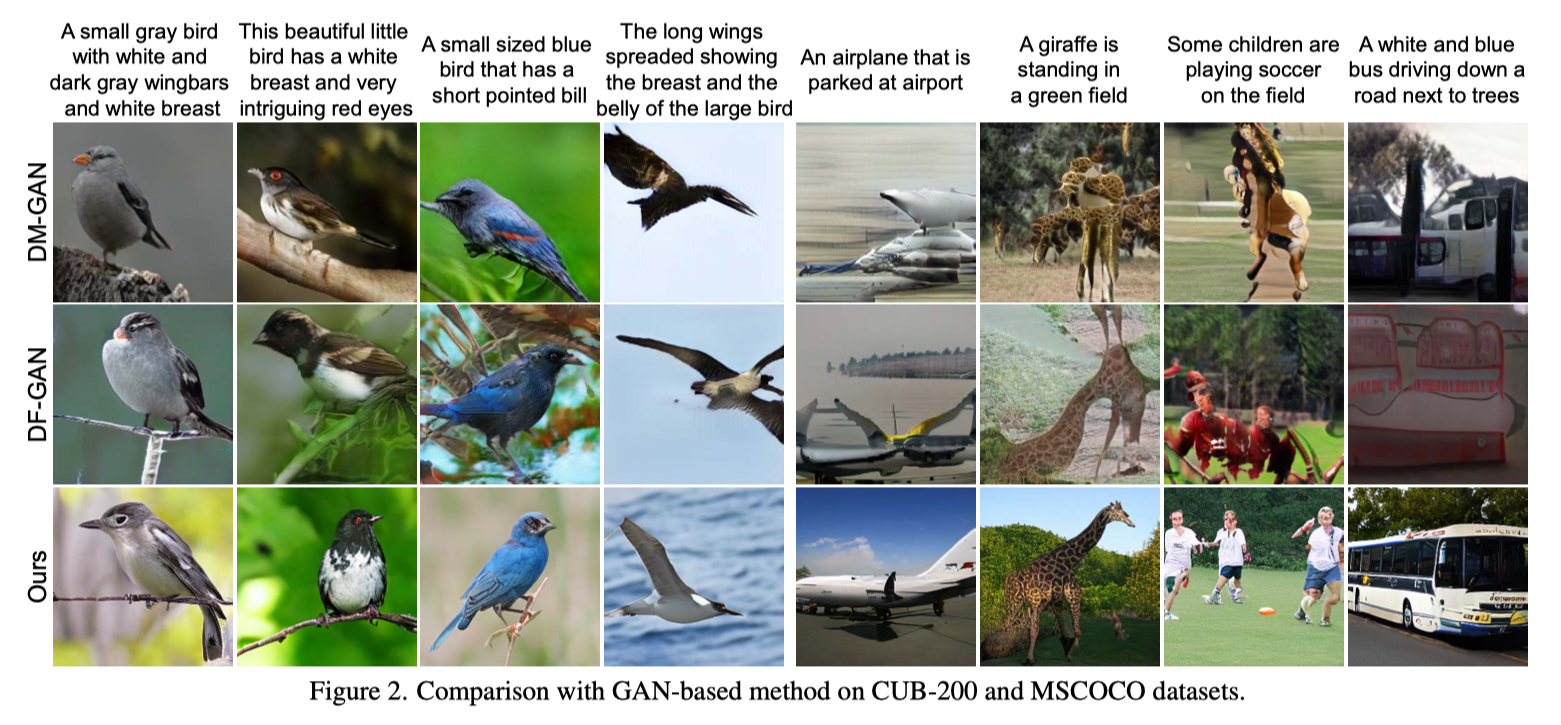 A small gray bird
with white and
dark gray wingbars
and white breast
This beautiful little
bird has a white
breast and very
intriguing red eyes
A small sized blue
bird that has a
short pointed bill
The long wings
spreaded showing
the breast and the
belly of the large bird
An airplane that is
parked at airport
A giraffe is
standing in
a green field
Some children are
playing soccer
on the field
A white and blue
bus driving down a
road next to trees
DM-GAN
DF-GAN
Ours
Figure 2. Comparison with GAN-based method on CUB-200 and MSCOCO datasets.